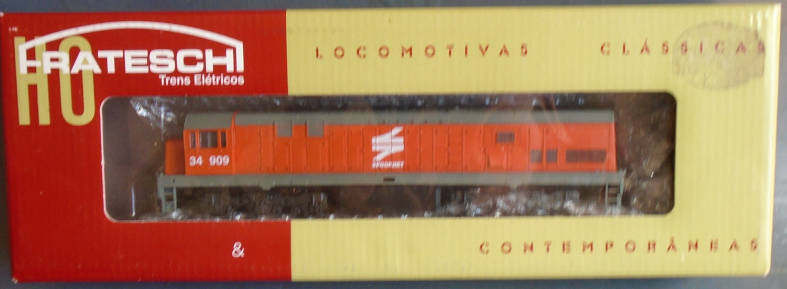 HO
FRATESCHI
Trens Elétricos
LOCOMOTIVAS CLÁSSICAS
34 909
&
CONTEMPORÂNEAS